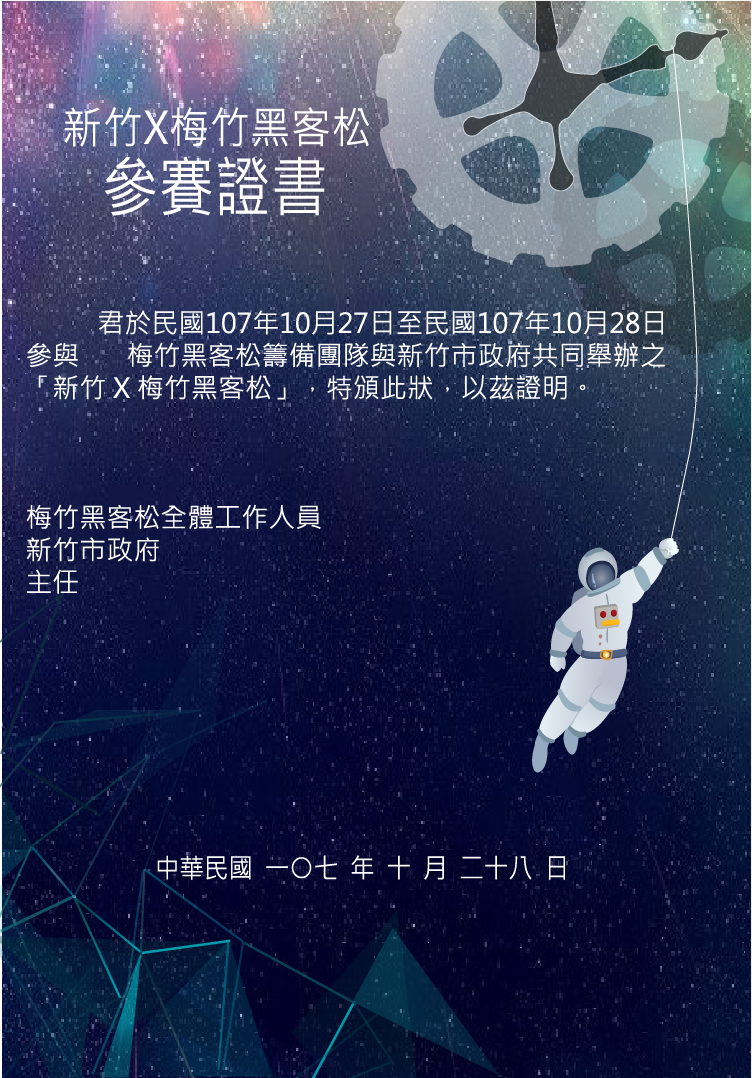 新竹X梅竹黑客松
參賽證書
君於民國107年10月27日至民國107年10月28日
參與　　梅竹黑客松籌備團隊與新竹市政府共同舉辦之
「新竹 X 梅竹黑客松」，特頒此狀，以茲證明。
梅竹黑客松全體工作人員
新竹市政府
主任
中華民國 一〇七 年 十 月 二十八 日